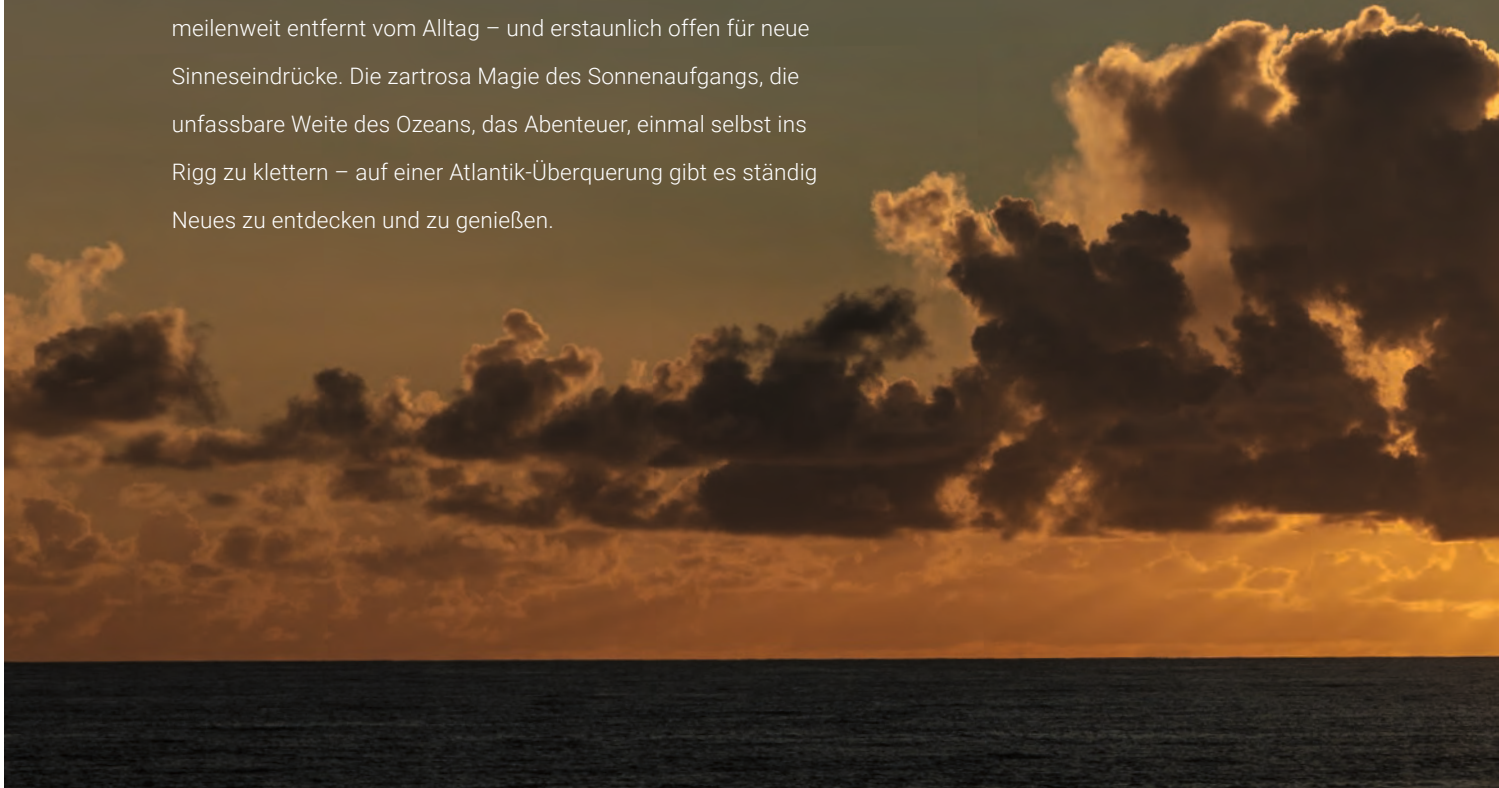 meilenweit entfernt vom Alltag – und erstaunlich offen für neue
Sinneseindrücke. Die zartrosa Magie des Sonnenaufgangs, die
unfassbare Weite des Ozeans, das Abenteuer, einmal selbst ins
Rigg zu klettern – auf einer Atlantik-Überquerung gibt es ständig
Neues zu entdecken und zu genießen.